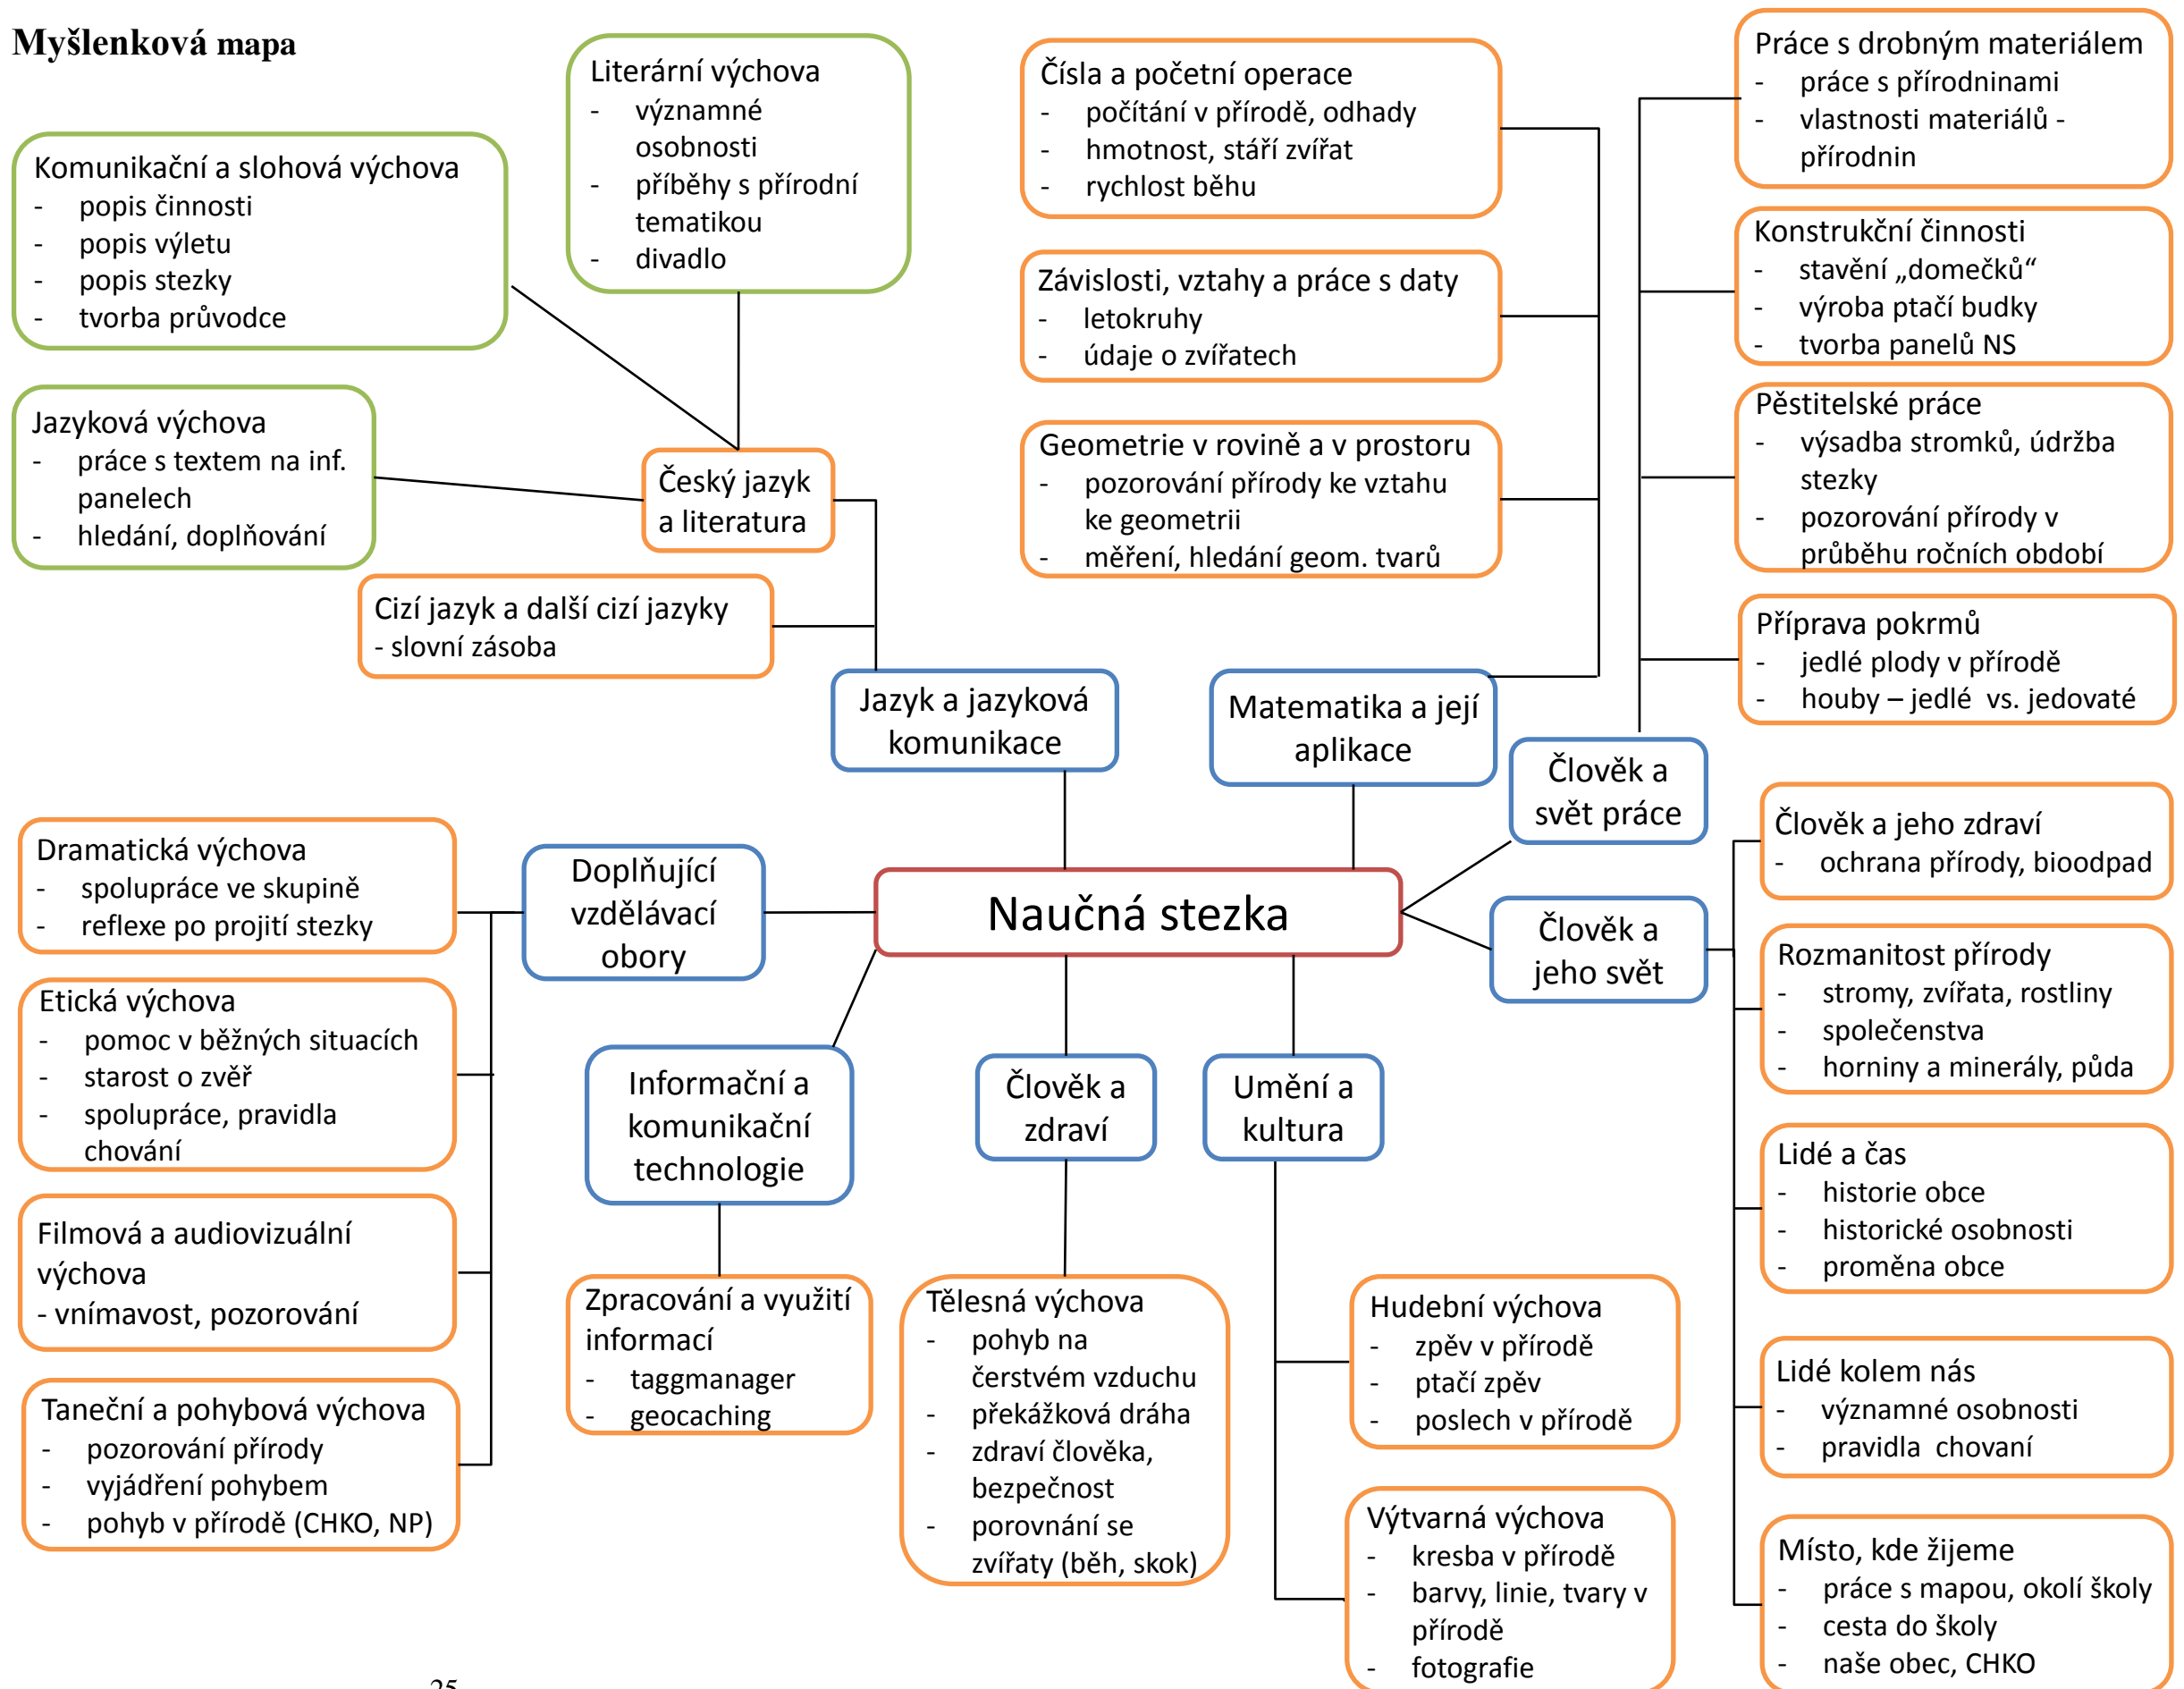 Myšlenková mapa
Literární výchova
- významné
osobnosti
- příběhy s přírodní
tematikou
- divadlo
Komunikační a slohová výchova
- popis činnosti
- popis výletu
- popis stezky
- tvorba průvodce
Jazyková výchova
- práce s textem na inf.
panelech
- hledání, doplňování
Český jazyk
a literatura
Cizí jazyk a další cizí jazyky
- slovní zásoba
Jazyk a jazyková
komunikace
Čísla a početní operace
- počítání v přírodě, odhady
- hmotnost, stáří zvířat
- rychlost běhu
Závislosti, vztahy a práce s daty
- letokruhy
- údaje o zvířatech
Geometrie v rovině a v prostoru
- pozorování přírody ke vztahu
ke geometrii
- měření, hledání geom. tvarů
Matematika a její
aplikace
Práce s drobným materiálem
- práce s přírodninami
- vlastnosti materiálů -
přírodnin
Konstrukční činnosti
- stavění „domečků“
- výroba ptačí budky
- tvorba panelů NS
Pěstitelské práce
- výsadba stromků, údržba
stezky
- pozorování přírody v
průběhu ročních období
Příprava pokrmů
- jedlé plody v přírodě
- houby – jedlé vs. jedovaté
Člověk a
svět práce
Naučná stezka
Doplňující
vzdělávací
obory
Dramatická výchova
- spolupráce ve skupině
- reflexe po projití stezky
Etická výchova
- pomoc v běžných situacích
- starost o zvěř
- spolupráce, pravidla
chování
Filmová a audiovizuální
výchova
- vnímavost, pozorování
Taneční a pohybová výchova
- pozorování přírody
- vyjádření pohybem
- pohyb v přírodě (CHKO, NP)
Informační a
komunikační
technologie
Zpracování a využití
informací
- taggmanager
- geocaching
Člověk a
zdraví
Tělesná výchova
- pohyb na
čerstvém vzduchu
- překážková dráha
- zdraví člověka,
bezpečnost
- porovnání se
zvířaty (běh, skok)
Umění a
kultura
Hudební výchova
- zpěv v přírodě
- ptačí zpěv
- poslech v přírodě
Výtvarná výchova
- kresba v přírodě
- barvy, linie, tvary v
přírodě
- fotografie
Člověk a
jeho svět
Člověk a jeho zdraví
- ochrana přírody, bioodpad
Rozmanitost přírody
- stromy, zvířata, rostliny
- společenstva
- horniny a minerály, půda
Lidé a čas
- historie obce
- historické osobnosti
- proměna obce
Lidé kolem nás
- významné osobnosti
- pravidla chovaní
Místo, kde žijeme
- práce s mapou, okolí školy
- cesta do školy
- naše obec, CHKO
25